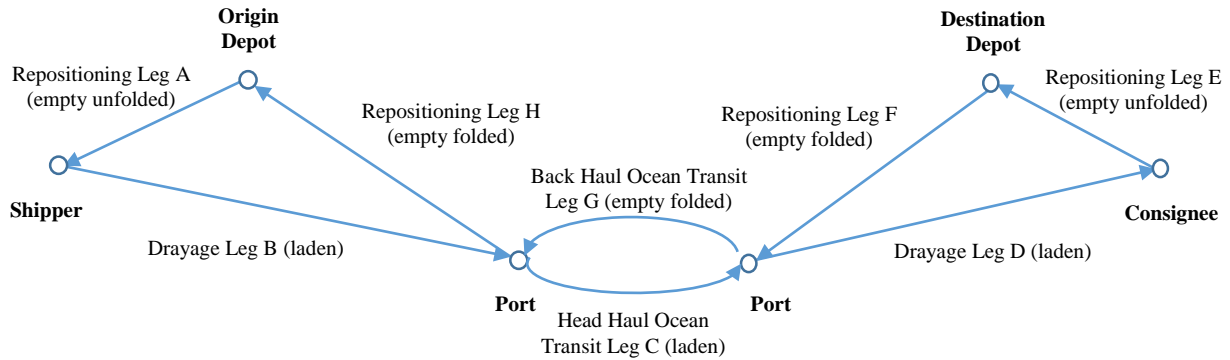 Origin
Depot
Destination
Depot
Repositioning Leg A
(empty unfolded)
Repositioning Leg H
(empty folded)
Repositioning Leg F
(empty folded)
Repositioning Leg E
(empty unfolded)
Back Haul Ocean Transit
Leg G (empty folded)
Shipper
Consignee
Drayage Leg B (laden)
Drayage Leg D (laden)
Port
Port
Head Haul Ocean
Transit Leg C (laden)